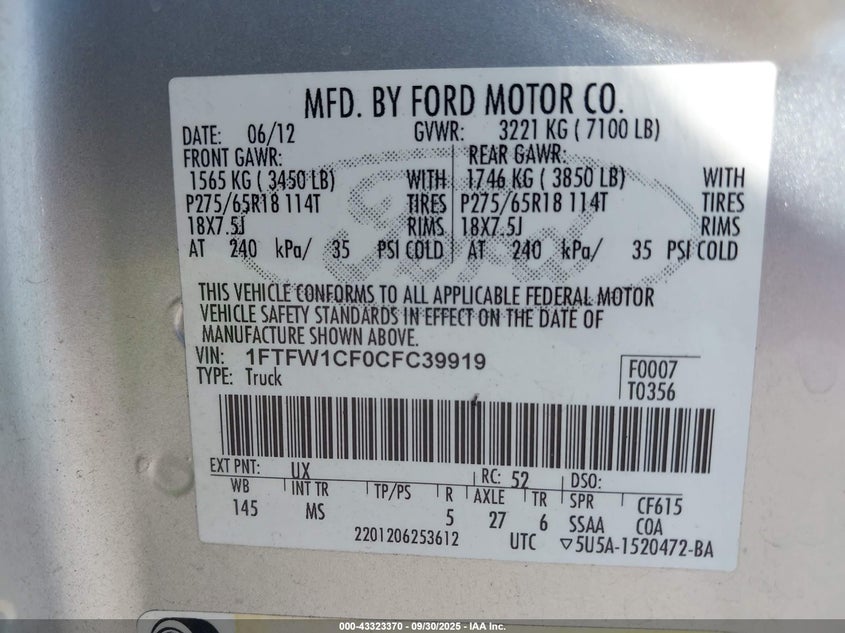 MFD. BY FORD MOTOR CO.
DATE: 06/12 GVWR: 3221 KG ( 7100 LB)
FRONT GAWR: REAR GAWR:
1565 KG ( 3450 LB) WITH 1746 KG ( 3850 LB) WITH
P275/65R18 114T TIRES P275/65R18 114T TIRES
18X7.5J RIMS 18X7.5J RIMS
AT 240 kPa/ 35 PSI COLD AT 240 kPa/ 35 PSI COLD
Ford
THIS VEHICLE CONFORMS TO ALL APPLICABLE FEDERAL MOTOR
VEHICLE SAFETY STANDARDS IN EFFECT ON THE DATE OF
MANUFACTURE SHOWN ABOVE.
VIN: 1FTFW1CF0CFC39919
TYPE: Truck
F0007
T0356
EXT PNT: UX RC: 52 DSO:
WB INT TR TP/PS R AXLE TR SPR CF615
145 MS 5 27 6 SSAA COA
2201206253612 UTC ▽5U5A-1520472-BA
000-43323370 - 09/30/2025 - IAA Inc.